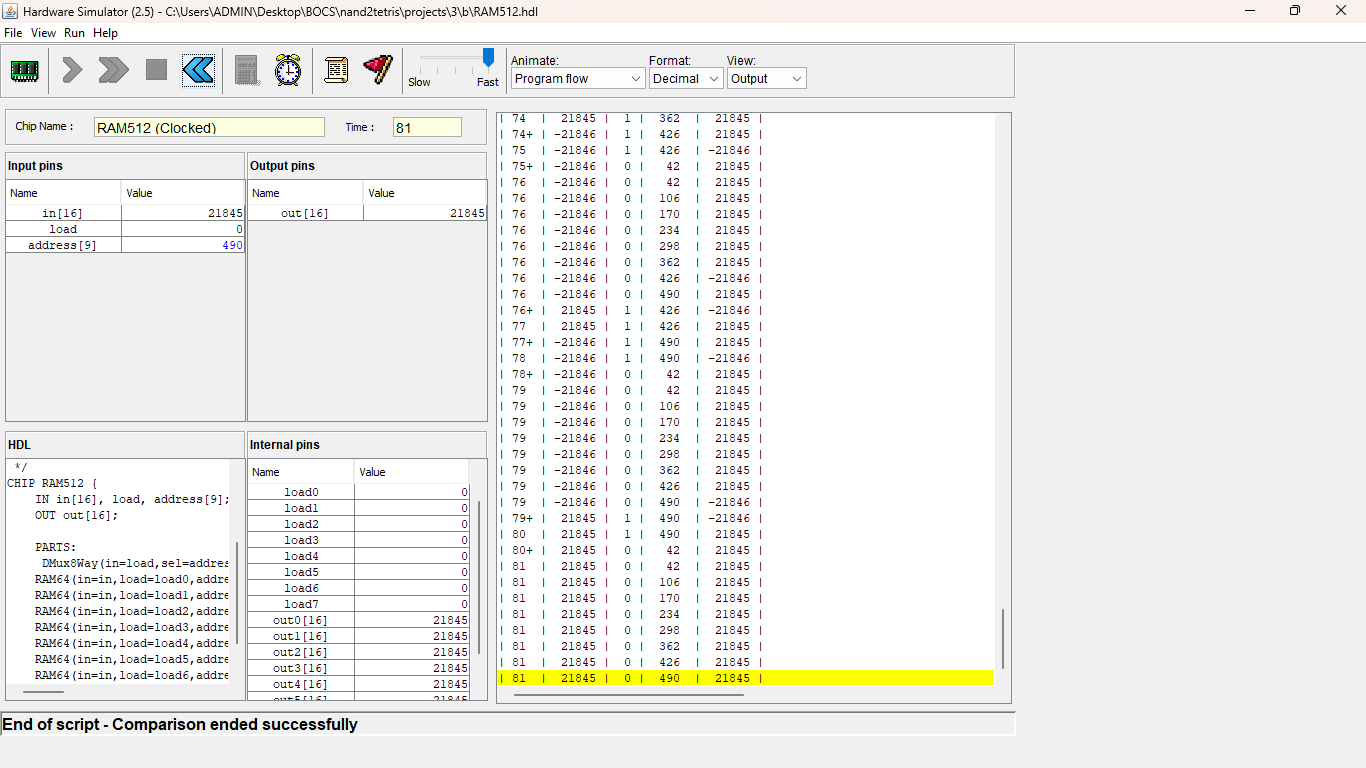 Hardware Simulator (2.5) - C:\Users\ADMIN\Desktop\BOCS\nand2tetris\projects\3\b\RAM512.hdl
File View Run Help
Slow Fast
Animate: Format: View:
Program flow Decimal Output
Chip Name : RAM512 (Clocked) Time : 81
Input pins
Name Value
in[16] 21845
load 0
address[9] 490
Output pins
Name Value
out[16] 21845
HDL
*/
CHIP RAM512 {
IN in[16], load, address[9];
OUT out[16];
PARTS:
DMux8Way(in=load,sel=addres
RAM64(in=in,load=load0,addre
RAM64(in=in,load=load1,addre
RAM64(in=in,load=load2,addre
RAM64(in=in,load=load3,addre
RAM64(in=in,load=load4,addre
RAM64(in=in,load=load5,addre
RAM64(in=in,load=load6,addre
Internal pins
Name Value
load0 0
load1 0
load2 0
load3 0
load4 0
load5 0
load6 0
load7 0
out0[16] 21845
out1[16] 21845
out2[16] 21845
out3[16] 21845
out4[16] 21845
out5[16] 21845
| 74 | 21845 | 1 | 362 | 21845 |
| 74+ | -21846 | 1 | 426 | 21845 |
| 75 | -21846 | 1 | 426 | -21846 |
| 75+ | -21846 | 0 | 42 | 21845 |
| 76 | -21846 | 0 | 42 | 21845 |
| 76 | -21846 | 0 | 106 | 21845 |
| 76 | -21846 | 0 | 170 | 21845 |
| 76 | -21846 | 0 | 234 | 21845 |
| 76 | -21846 | 0 | 298 | 21845 |
| 76 | -21846 | 0 | 362 | 21845 |
| 76 | -21846 | 0 | 426 | -21846 |
| 76 | -21846 | 0 | 490 | 21845 |
| 76+ | 21845 | 1 | 426 | -21846 |
| 77 | 21845 | 1 | 426 | 21845 |
| 77+ | -21846 | 1 | 490 | 21845 |
| 78 | -21846 | 1 | 490 | -21846 |
| 78+ | -21846 | 0 | 42 | 21845 |
| 79 | -21846 | 0 | 42 | 21845 |
| 79 | -21846 | 0 | 106 | 21845 |
| 79 | -21846 | 0 | 170 | 21845 |
| 79 | -21846 | 0 | 234 | 21845 |
| 79 | -21846 | 0 | 298 | 21845 |
| 79 | -21846 | 0 | 362 | 21845 |
| 79 | -21846 | 0 | 426 | 21845 |
| 79 | -21846 | 0 | 490 | -21846 |
| 79+ | 21845 | 1 | 490 | -21846 |
| 80 | 21845 | 1 | 490 | 21845 |
| 80+ | 21845 | 0 | 42 | 21845 |
| 81 | 21845 | 0 | 42 | 21845 |
| 81 | 21845 | 0 | 106 | 21845 |
| 81 | 21845 | 0 | 170 | 21845 |
| 81 | 21845 | 0 | 234 | 21845 |
| 81 | 21845 | 0 | 298 | 21845 |
| 81 | 21845 | 0 | 362 | 21845 |
| 81 | 21845 | 0 | 426 | 21845 |
| 81 | 21845 | 0 | 490 | 21845 |
End of script - Comparison ended successfully